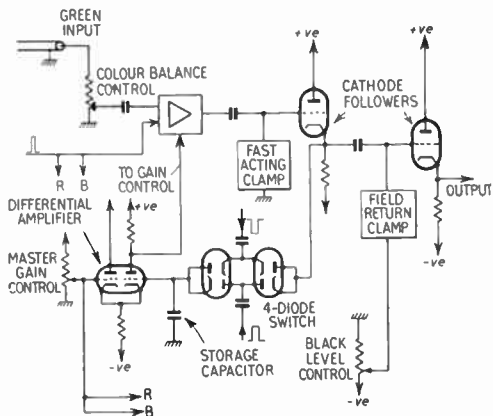 GREEN
INPUT
COLOUR BALANCE
CONTROL
+ve
+ve
CATHODE
FOLLOWERS
FAST
ACTING
CLAMP
R
B
TO GAIN
CONTROL
DIFFERENTIAL
AMPLIFIER
+ve
OUTPUT
FIELD
RETURN
CLAMP
MASTER
GAIN
CONTROL
-ve
4-DIODE
SWITCH
-ve
STORAGE
CAPACITOR
BLACK
LEVEL
CONTROL
-ve
R
B